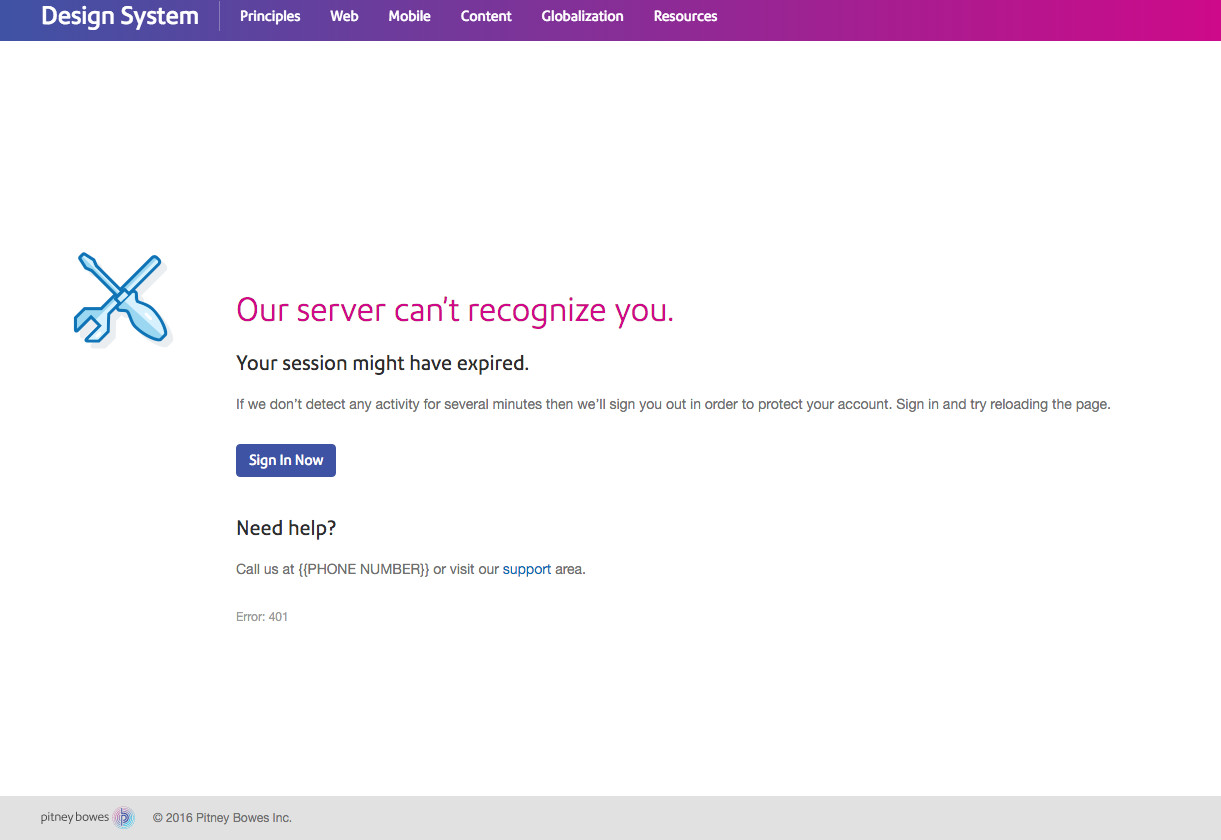 Design System
Principles Web Mobile Content Globalization Resources
Our server can't recognize you.
Your session might have expired.
If we don’t detect any activity for several minutes then we’ll sign you out in order to protect your account. Sign in and try reloading the page.
Sign In Now
Need help?
Call us at {{PHONE NUMBER}} or visit our support area.
Error: 401
pitney bowes
© 2016 Pitney Bowes Inc.